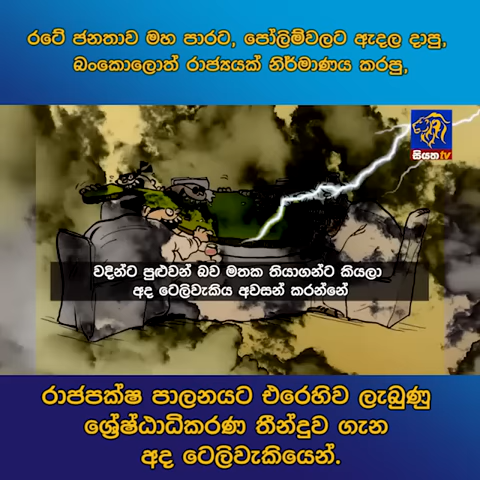 රටේ ජනතාව මහ පාරට, පෝලිම්වලට ඇදල දාපු,
බංකොලොත් රාජ්‍යයක් නිර්මාණය කරපු,
සියත tv
වදින්ට පුළුවන් බව මතක තියාගන්ට කියලා
අද ටෙලිවැකිය අවසන් කරන්නේ
රාජපක්ෂ පාලනයට එරෙහිව ලැබුණු
ශ්‍රේෂ්ඨාධිකරණ තීන්දුව ගැන
අද ටෙලිවැකියෙන්.